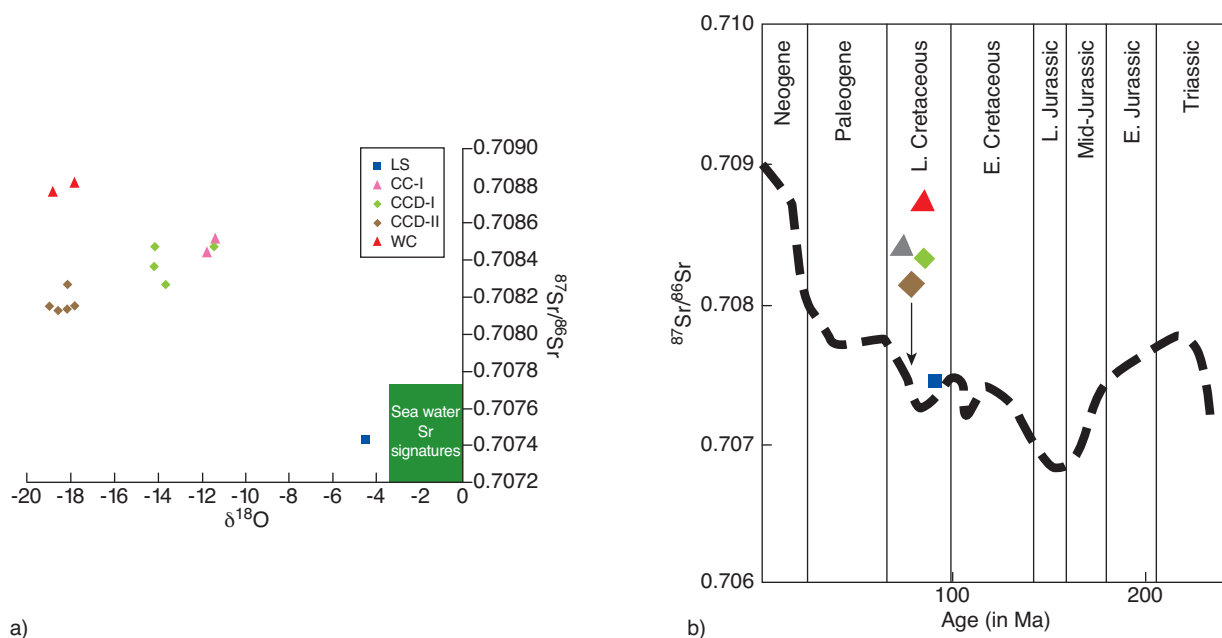 0.7090
0.7088
0.7086
0.7084
0.7082
0.7080
0.7078
0.7076
0.7074
0.7072
87Sr/86Sr
LS
CC-I
CCD-I
CCD-II
WC
Sea water
Sr
signatures
-20 -18 -16 -14 -12 -10 -8 -6 -4 -2 0
δ18O
a)
0.710
0.709
0.708
0.707
0.706
87Sr/86Sr
Neogene
Paleogene
L. Cretaceous
E. Cretaceous
L. Jurassic
Mid-Jurassic
E. Jurassic
Triassic
100 200
Age (in Ma)
b)